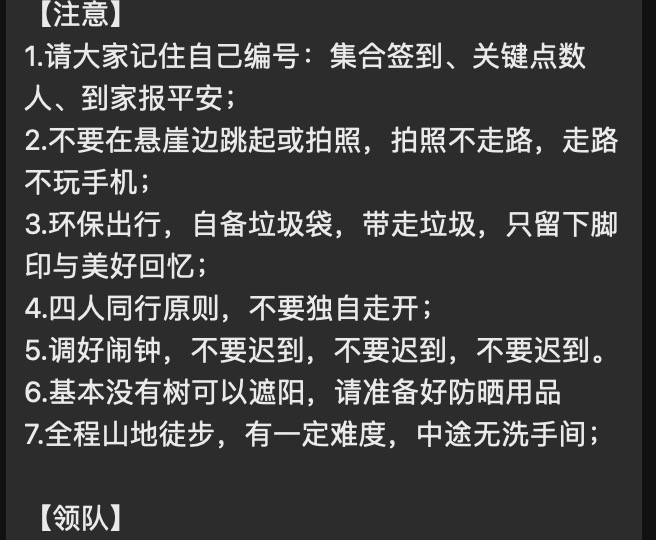 【注意】
1.请大家记住自己编号：集合签到、关键点数
人、到家报平安；
2.不要在悬崖边跳起或拍照，拍照不走路，走路
不玩手机；
3.环保出行，自备垃圾袋，带走垃圾，只留下脚
印与美好回忆；
4.四人同行原则，不要独自走开；
5.调好闹钟，不要迟到，不要迟到，不要迟到。
6.基本没有树可以遮阳，请准备好防晒用品
7.全程山地徒步，有一定难度，中途无洗手间；
【领队】